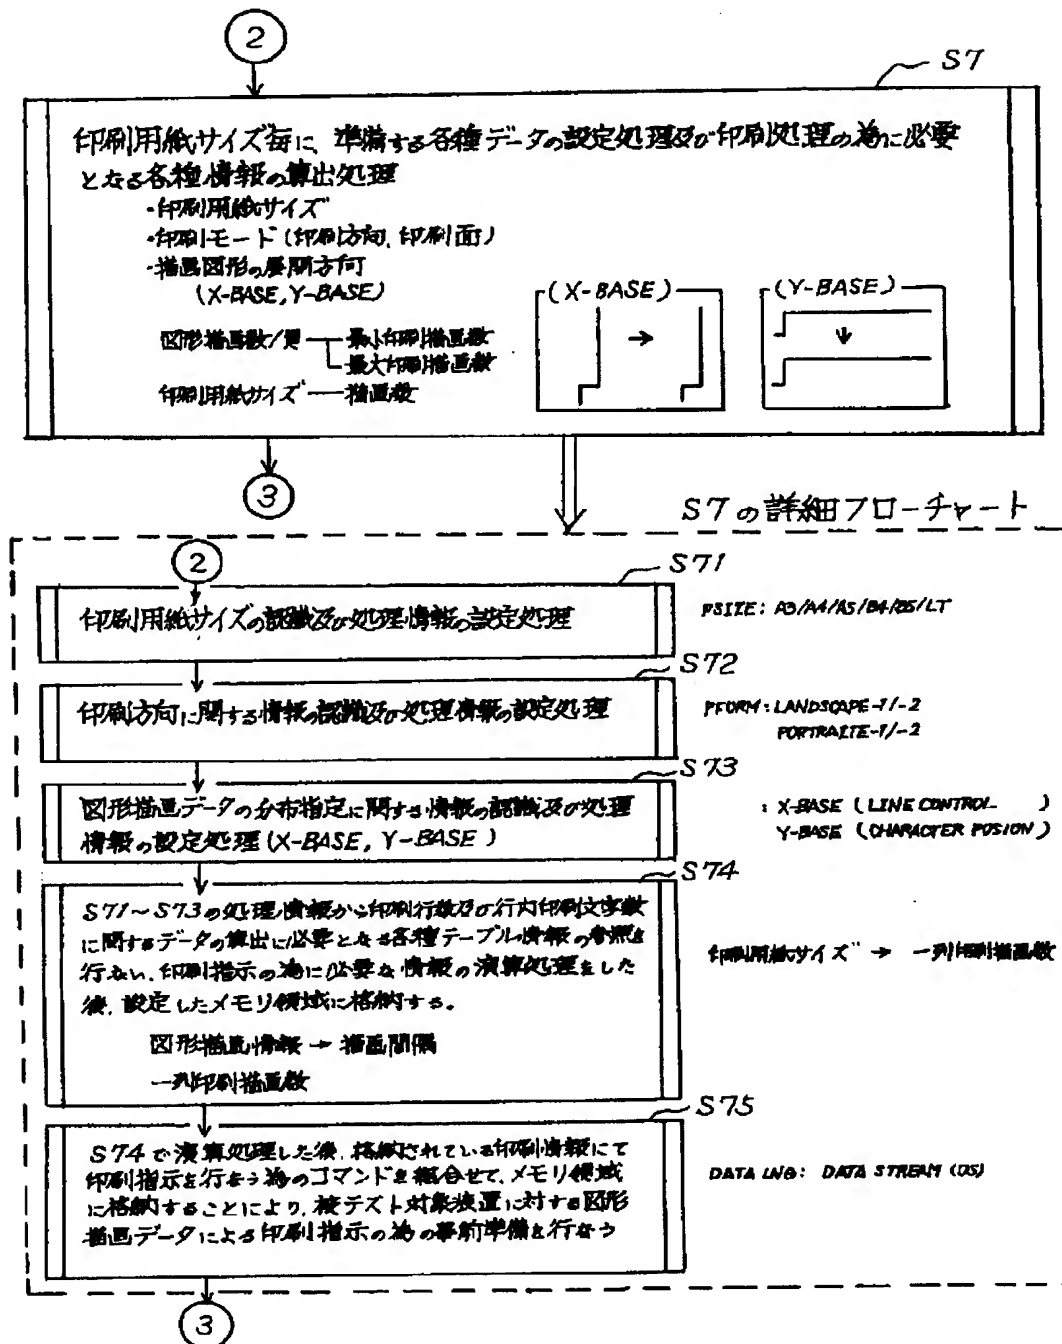 2
S7
印刷用紙サイズ毎に、準備する各種データの設定処理及び印刷処理の為に必要
となる各種情報の算出処理
・印刷用紙サイズ
・印刷モード(印刷方向、印刷面)
・描画図形の展開方向
(X-BASE, Y-BASE)
図形描画数/頁 最小印刷描画数
最大印刷描画数
印刷用紙サイズ 描画数
(X-BASE)
(Y-BASE)
3
S7の詳細フローチャート
2
S71
印刷用紙サイズの認識及び処理情報の設定処理
PSIZE: A3/A4/A5/B4/B5/LT
S72
印刷方向に関する情報の認識及び処理情報の設定処理
PFORM: LANDSCAPE-1/-2
PORTRAITE-1/-2
S73
図形描画データの分布指定に関する情報の認識及び処理
情報の設定処理(X-BASE, Y-BASE)
: X-BASE (LINE CONTROL )
Y-BASE (CHARACTER POSION)
S74
S71~S73の処理情報から印刷行数及び行内印刷文字数
に関するデータの算出に必要となる各種テーブル情報の参照を
行ない、印刷指示の為に必要な情報の演算処理をした
後、設定したメモリ領域に格納する。
図形描画情報 → 描画間隔
一列印刷描画数
印刷用紙サイズ → 一列印刷描画数
S75
S74で演算処理した後、格納されている印刷情報にて
印刷指示を行なう為のコマンドを組合せて、メモリ領域
に格納することにより、被テスト対象装置に対する図形
描画データによる印刷指示の為の事前準備を行なう
DATA LNG: DATA STREAM (DS)
3